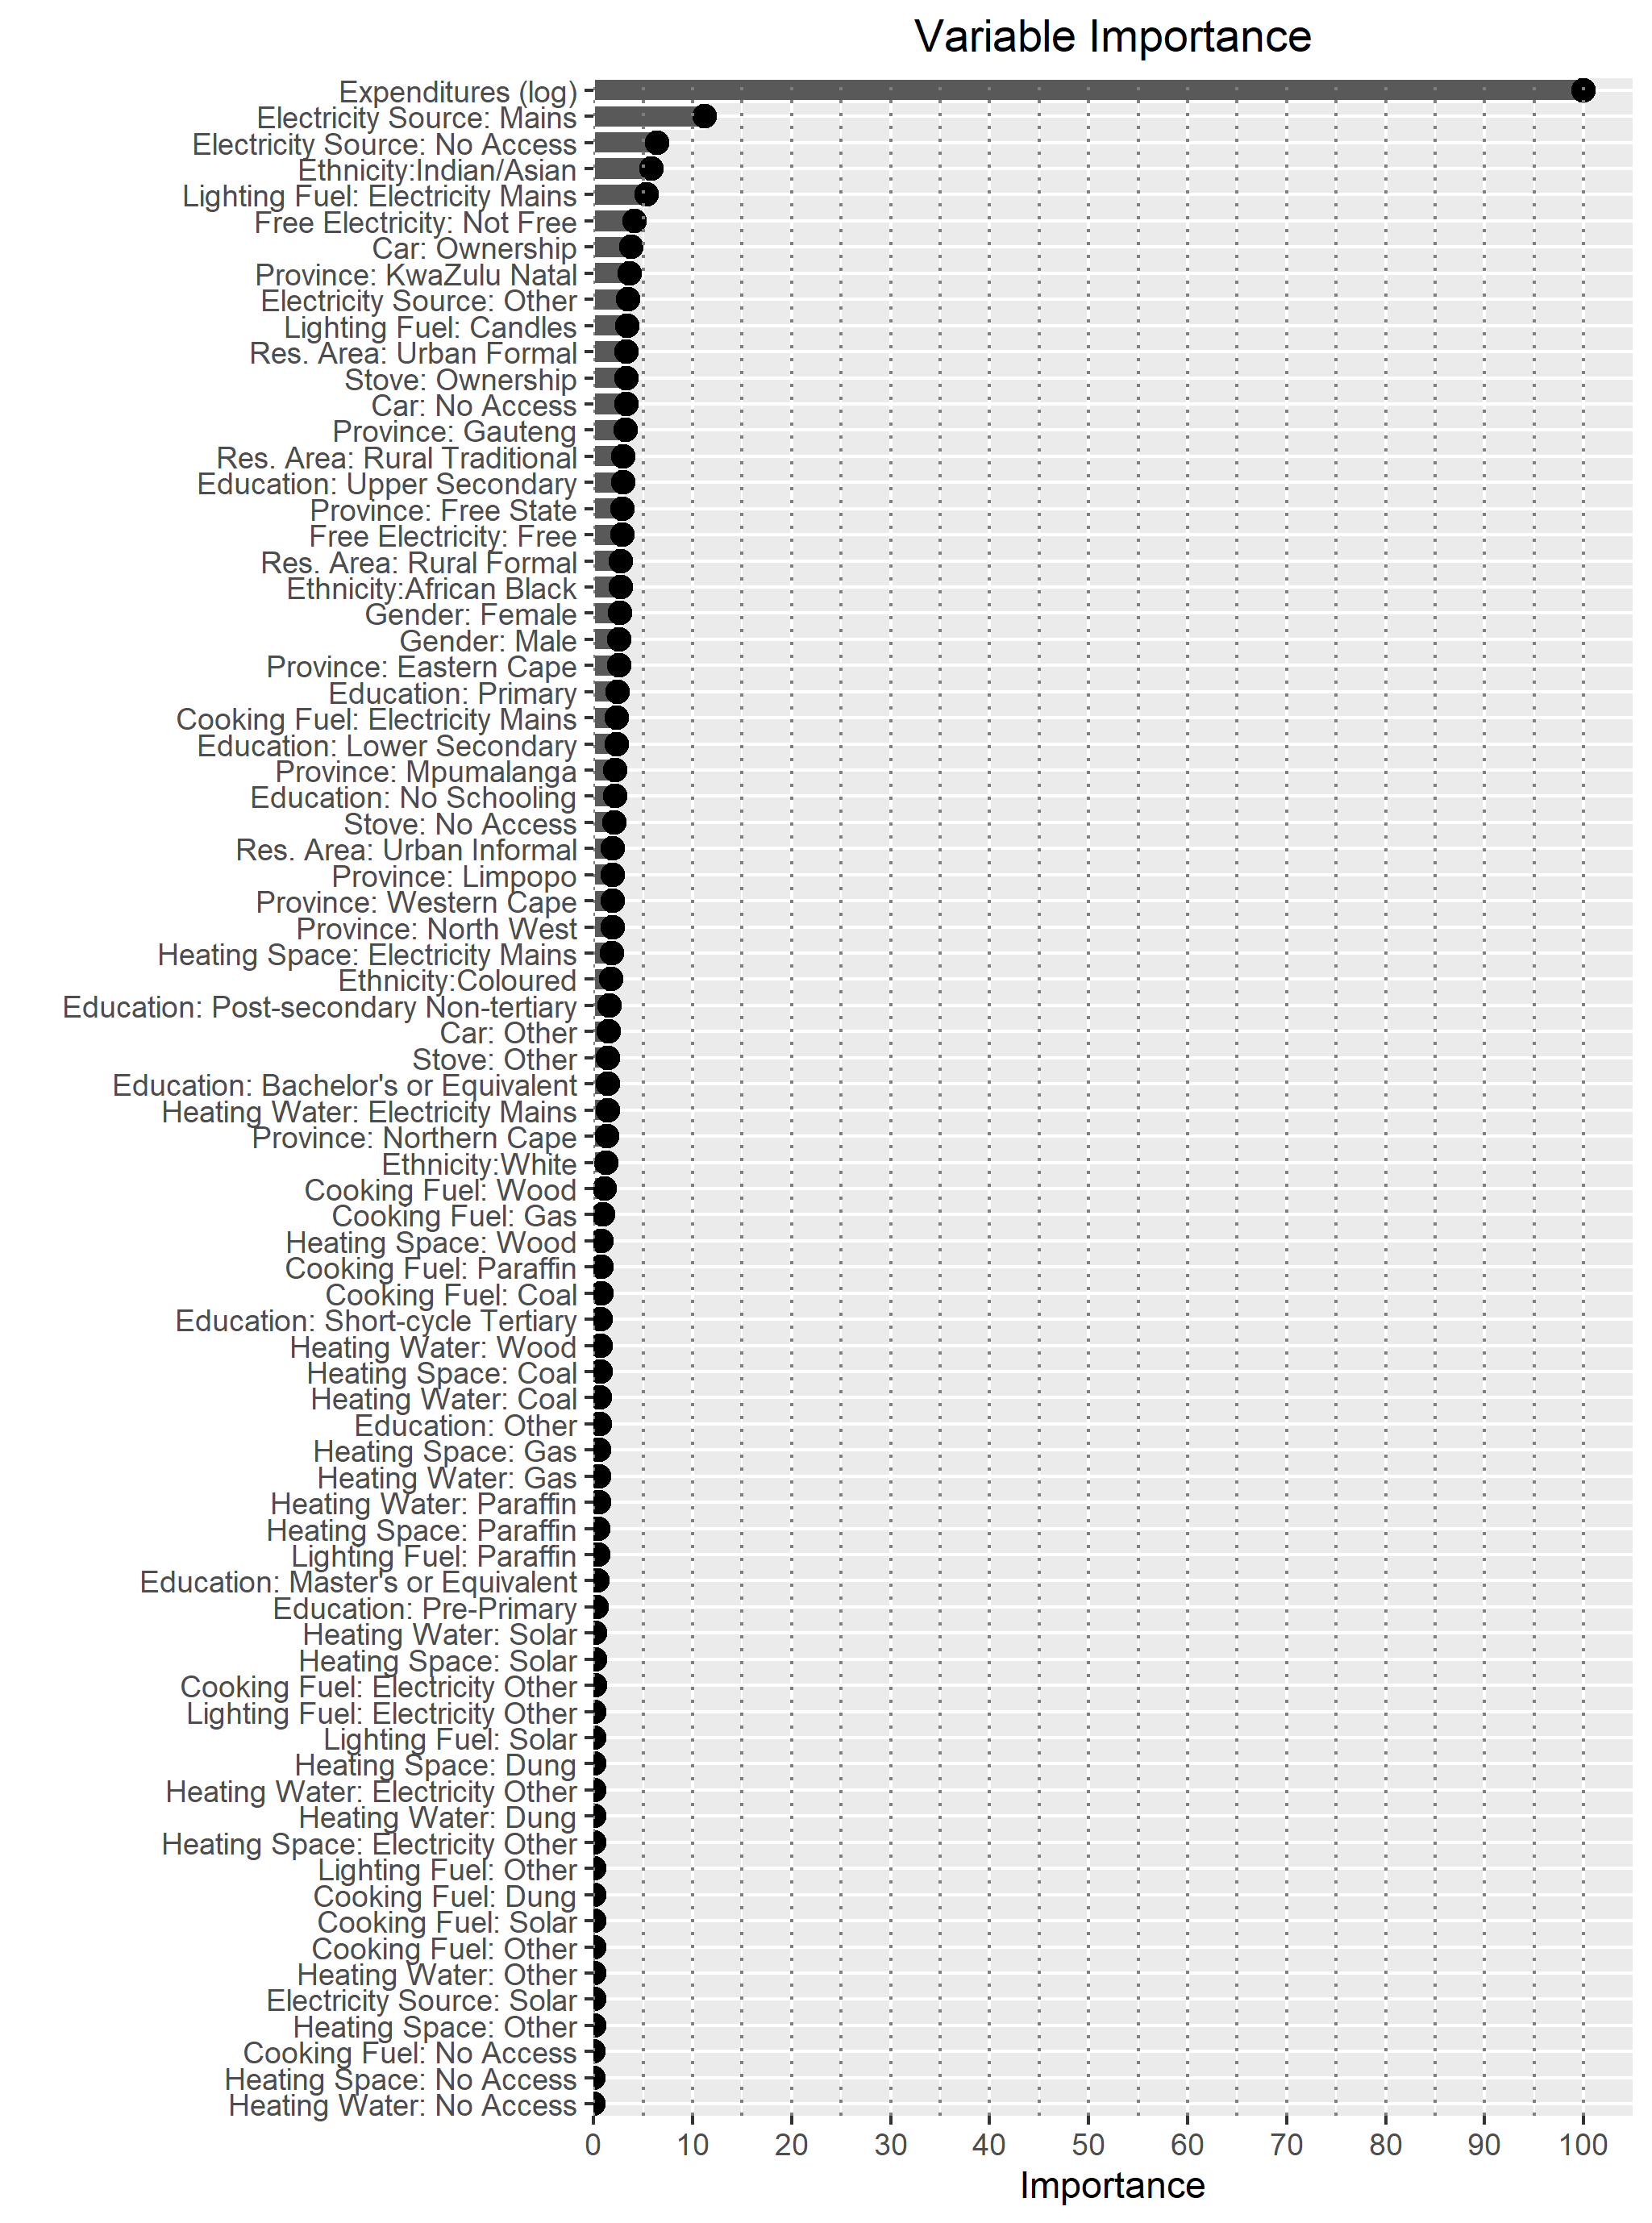 Variable Importance
Expenditures (log)
Electricity Source: Mains
Electricity Source: No Access
Ethnicity:Indian/Asian
Lighting Fuel: Electricity Mains
Free Electricity: Not Free
Car: Ownership
Province: KwaZulu Natal
Electricity Source: Other
Lighting Fuel: Candles
Res. Area: Urban Formal
Stove: Ownership
Car: No Access
Province: Gauteng
Res. Area: Rural Traditional
Education: Upper Secondary
Province: Free State
Free Electricity: Free
Res. Area: Rural Formal
Ethnicity:African Black
Gender: Female
Gender: Male
Province: Eastern Cape
Education: Primary
Cooking Fuel: Electricity Mains
Education: Lower Secondary
Province: Mpumalanga
Education: No Schooling
Stove: No Access
Res. Area: Urban Informal
Province: Limpopo
Province: Western Cape
Province: North West
Heating Space: Electricity Mains
Ethnicity:Coloured
Education: Post-secondary Non-tertiary
Car: Other
Stove: Other
Education: Bachelor's or Equivalent
Heating Water: Electricity Mains
Province: Northern Cape
Ethnicity:White
Cooking Fuel: Wood
Cooking Fuel: Gas
Heating Space: Wood
Cooking Fuel: Paraffin
Cooking Fuel: Coal
Education: Short-cycle Tertiary
Heating Water: Wood
Heating Space: Coal
Heating Water: Coal
Education: Other
Heating Space: Gas
Heating Water: Gas
Heating Water: Paraffin
Heating Space: Paraffin
Lighting Fuel: Paraffin
Education: Master's or Equivalent
Education: Pre-Primary
Heating Water: Solar
Heating Space: Solar
Cooking Fuel: Electricity Other
Lighting Fuel: Electricity Other
Lighting Fuel: Solar
Heating Space: Dung
Heating Water: Electricity Other
Heating Water: Dung
Heating Space: Electricity Other
Lighting Fuel: Other
Cooking Fuel: Dung
Cooking Fuel: Solar
Cooking Fuel: Other
Heating Water: Other
Electricity Source: Solar
Heating Space: Other
Cooking Fuel: No Access
Heating Space: No Access
Heating Water: No Access
0 10 20 30 40 50 60 70 80 90 100
Importance